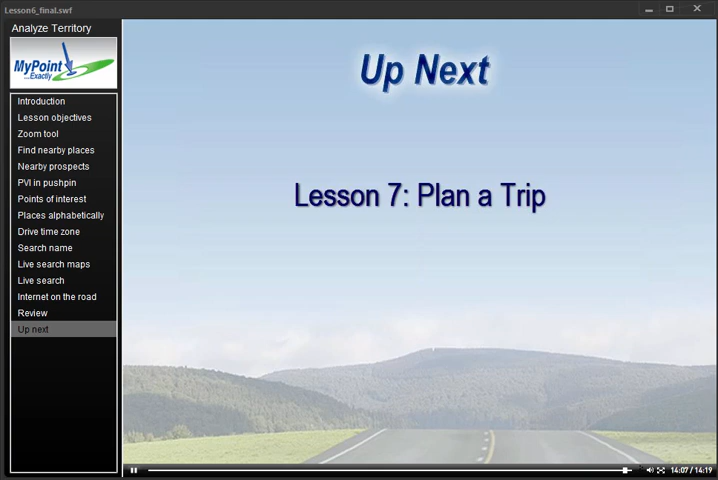 Lesson6_final.swf
Analyze Territory
MyPoint
...Exactly
Introduction
Lesson objectives
Zoom tool
Find nearby places
Nearby prospects
PVI in pushpin
Points of interest
Places alphabetically
Drive time zone
Search name
Live search maps
Live search
Internet on the road
Review
Up next
Up Next
Lesson 7: Plan a Trip
14:07 / 14:19